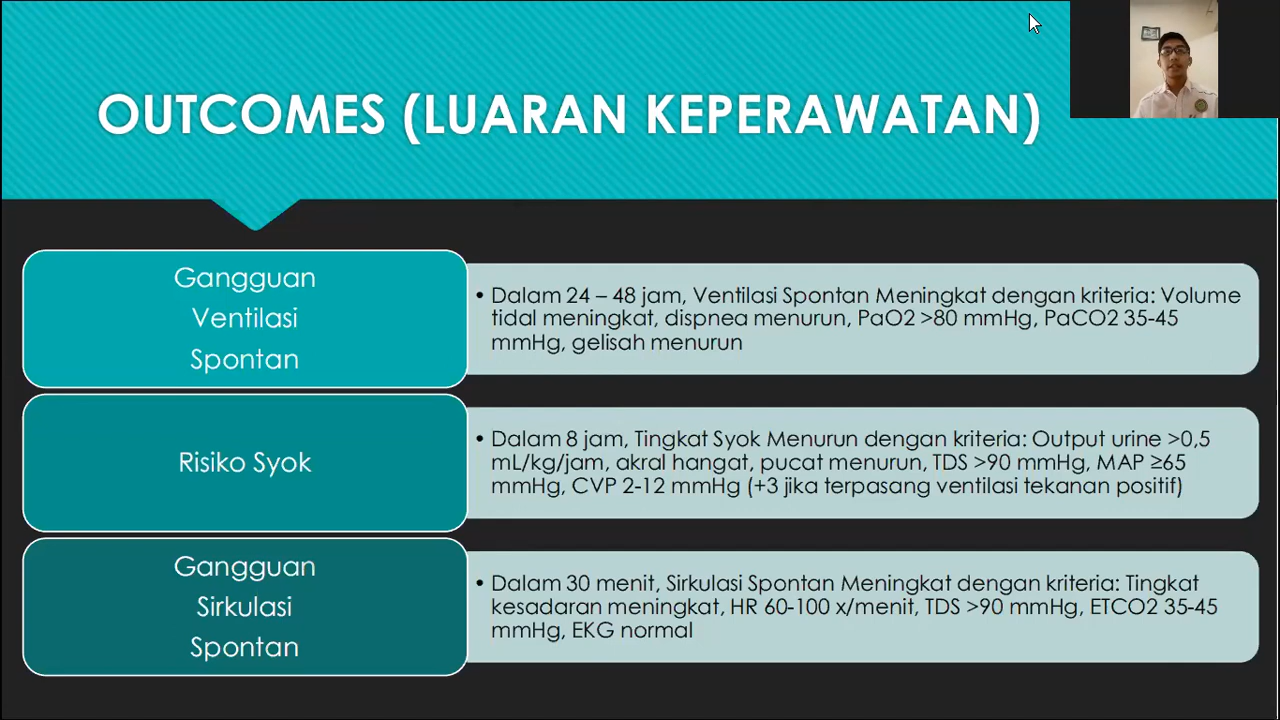 OUTCOMES (LUARAN KEPERAWATAN)
Gangguan
Ventilasi
Spontan
• Dalam 24 – 48 jam, Ventilasi Spontan Meningkat dengan kriteria: Volume
tidal meningkat, dispnea menurun, PaO2 >80 mmHg, PaCO2 35-45
mmHg, gelisah menurun
Risiko Syok
• Dalam 8 jam, Tingkat Syok Menurun dengan kriteria: Output urine >0,5
mL/kg/jam, akral hangat, pucat menurun, TDS >90 mmHg, MAP ≥65
mmHg, CVP 2-12 mmHg (+3 jika terpasang ventilasi tekanan positif)
Gangguan
Sirkulasi
Spontan
• Dalam 30 menit, Sirkulasi Spontan Meningkat dengan kriteria: Tingkat
kesadaran meningkat, HR 60-100 x/menit, TDS >90 mmHg, ETCO2 35-45
mmHg, EKG normal